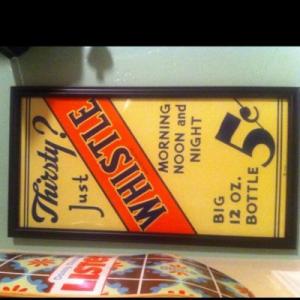 Thirsty?
Just
WHISTLE
MORNING
NOON and
NIGHT
5¢
BIG
12 OZ.
BOTTLE